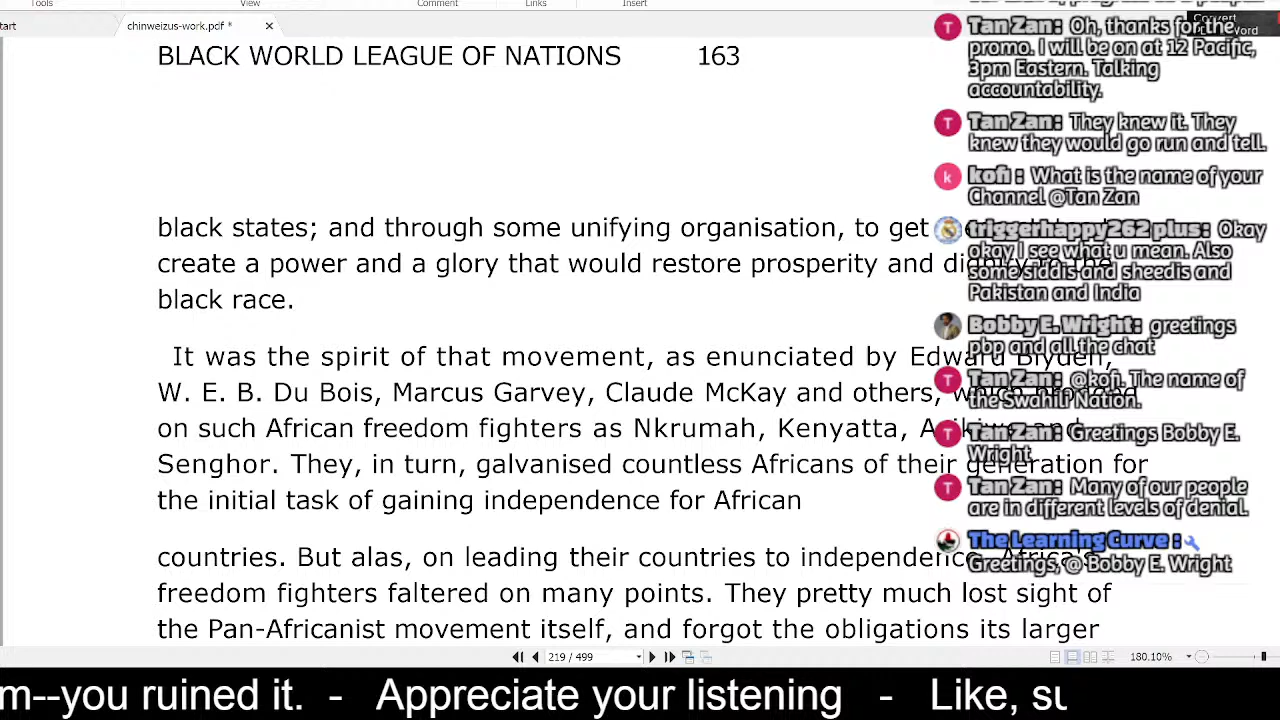 Tools
View
Comment
Links
Insert
tart
chinweizus-work.pdf *
BLACK WORLD LEAGUE OF NATIONS 163
black states; and through some unifying organisation, to get
create a power and a glory that would restore prosperity and dignity to the
black race.
It was the spirit of that movement, as enunciated by Edward Blyden,
W. E. B. Du Bois, Marcus Garvey, Claude McKay and others,
on such African freedom fighters as Nkrumah, Kenyatta,
Senghor. They, in turn, galvanised countless Africans of their generation for
the initial task of gaining independence for African
countries. But alas, on leading their countries to independence, Africa's
freedom fighters faltered on many points. They pretty much lost sight of
the Pan-Africanist movement itself, and forgot the obligations its larger
219 / 499
180.10%
Tan Zan: Oh, thanks for the
promo. I will be on at 12 Pacific,
3pm Eastern. Talking
accountability.
Tan Zan: They knew it. They
knew they would go run and tell.
kofi : What is the name of your
Channel @Tan Zan
triggerhappy262 plus: Okay
okay I see what u mean. Also
some siddis and sheedis and
Pakistan and India
Bobby E. Wright: greetings
pbp and all the chat
Tan Zan: @kofi. The name of
the Swahili Nation.
Tan Zan: Greetings Bobby E.
Wright
Tan Zan: Many of our people
are in different levels of denial.
The Learning Curve :
Greetings, @ Bobby E. Wright
m--you ruined it. - Appreciate your listening - Like, su